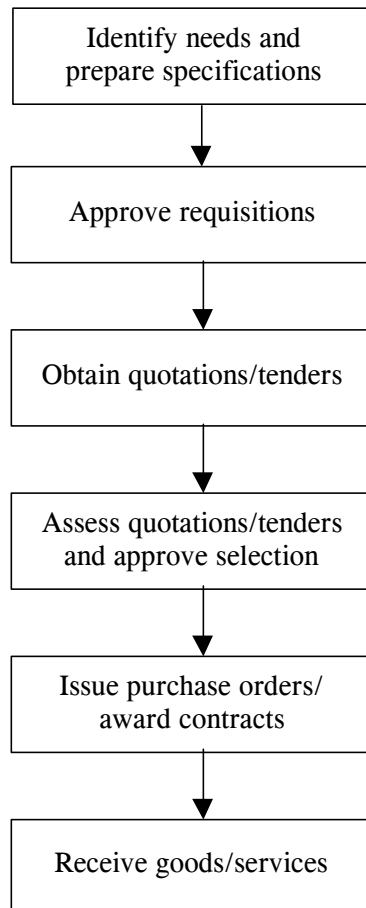 Identify needs and
prepare specifications
Approve requisitions
Obtain quotations/tenders
Assess quotations/tenders
and approve selection
Issue purchase orders/
award contracts
Receive goods/services